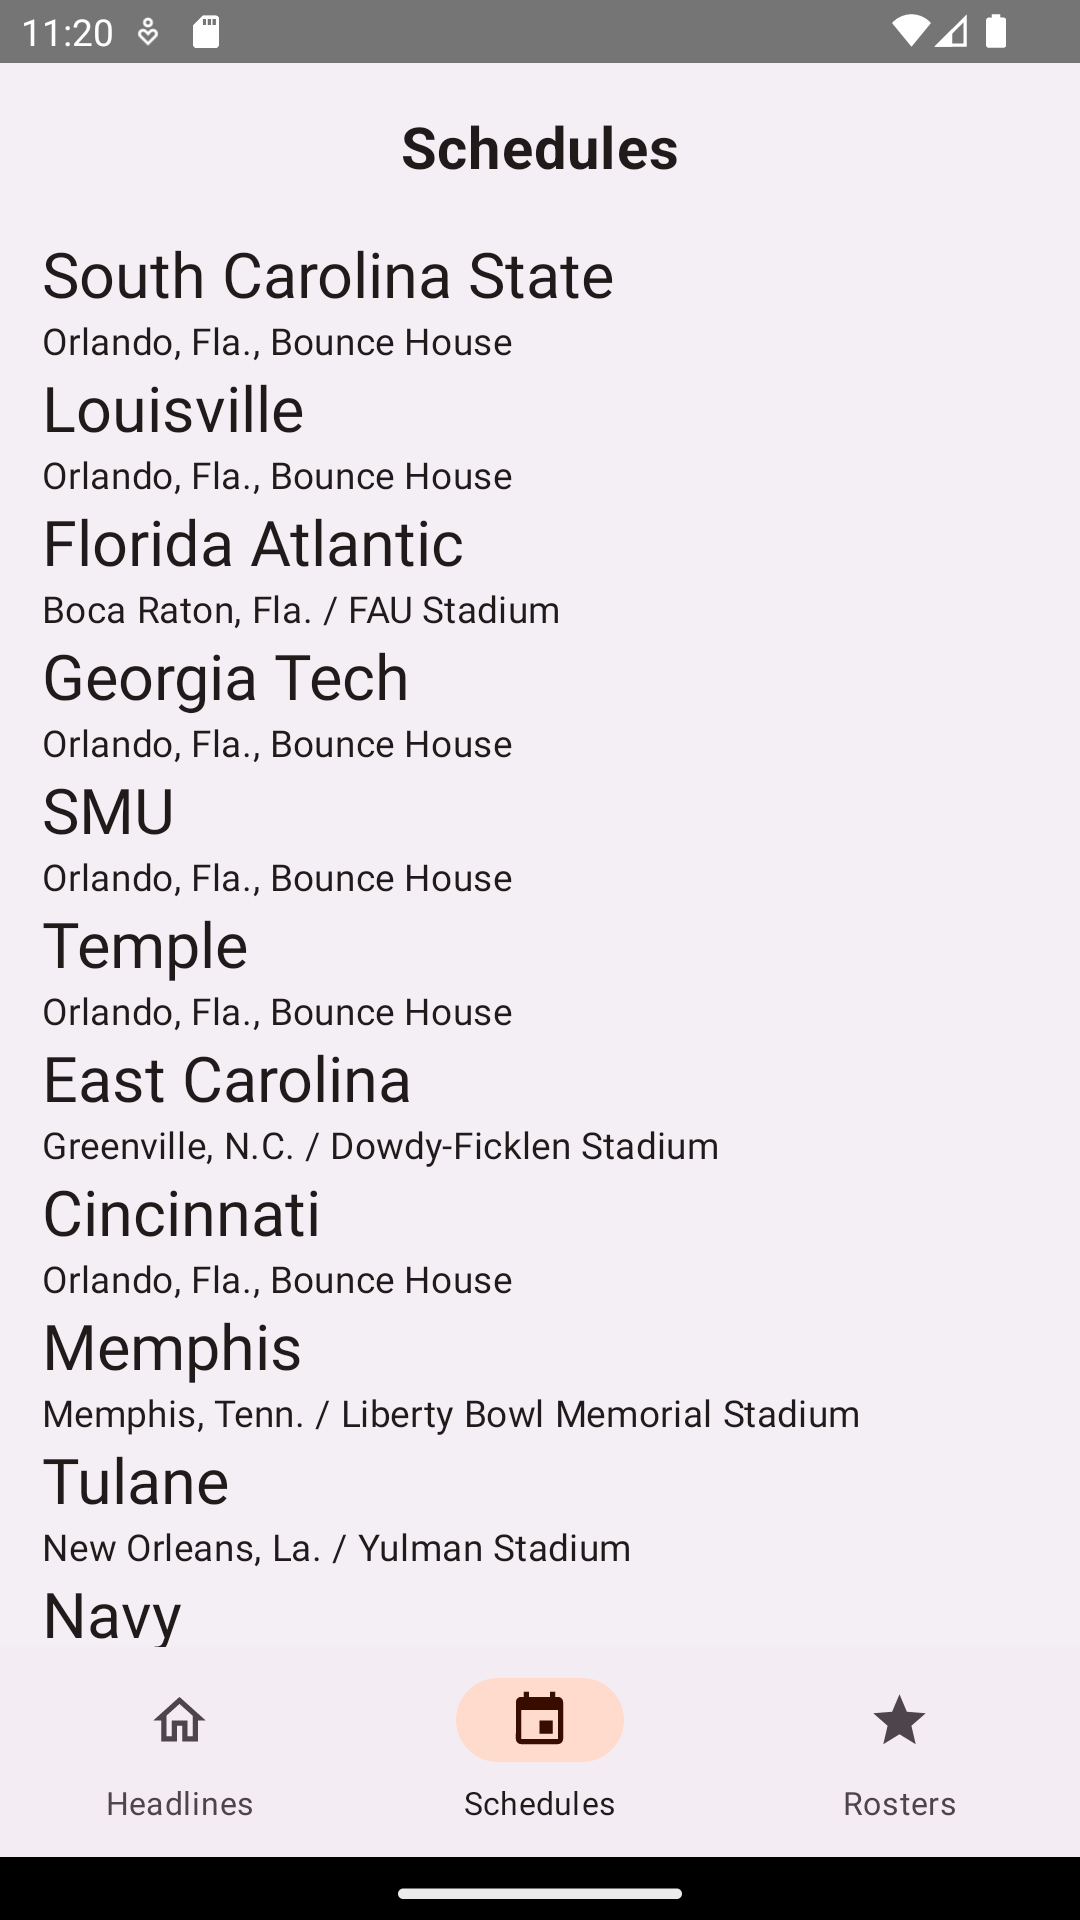 11:20
Schedules
South Carolina State
Orlando, Fla., Bounce House
Louisville
Orlando, Fla., Bounce House
Florida Atlantic
Boca Raton, Fla. / FAU Stadium
Georgia Tech
Orlando, Fla., Bounce House
SMU
Orlando, Fla., Bounce House
Temple
Orlando, Fla., Bounce House
East Carolina
Greenville, N.C. / Dowdy-Ficklen Stadium
Cincinnati
Orlando, Fla., Bounce House
Memphis
Memphis, Tenn. / Liberty Bowl Memorial Stadium
Tulane
New Orleans, La. / Yulman Stadium
Navy
Headlines
Schedules
Rosters